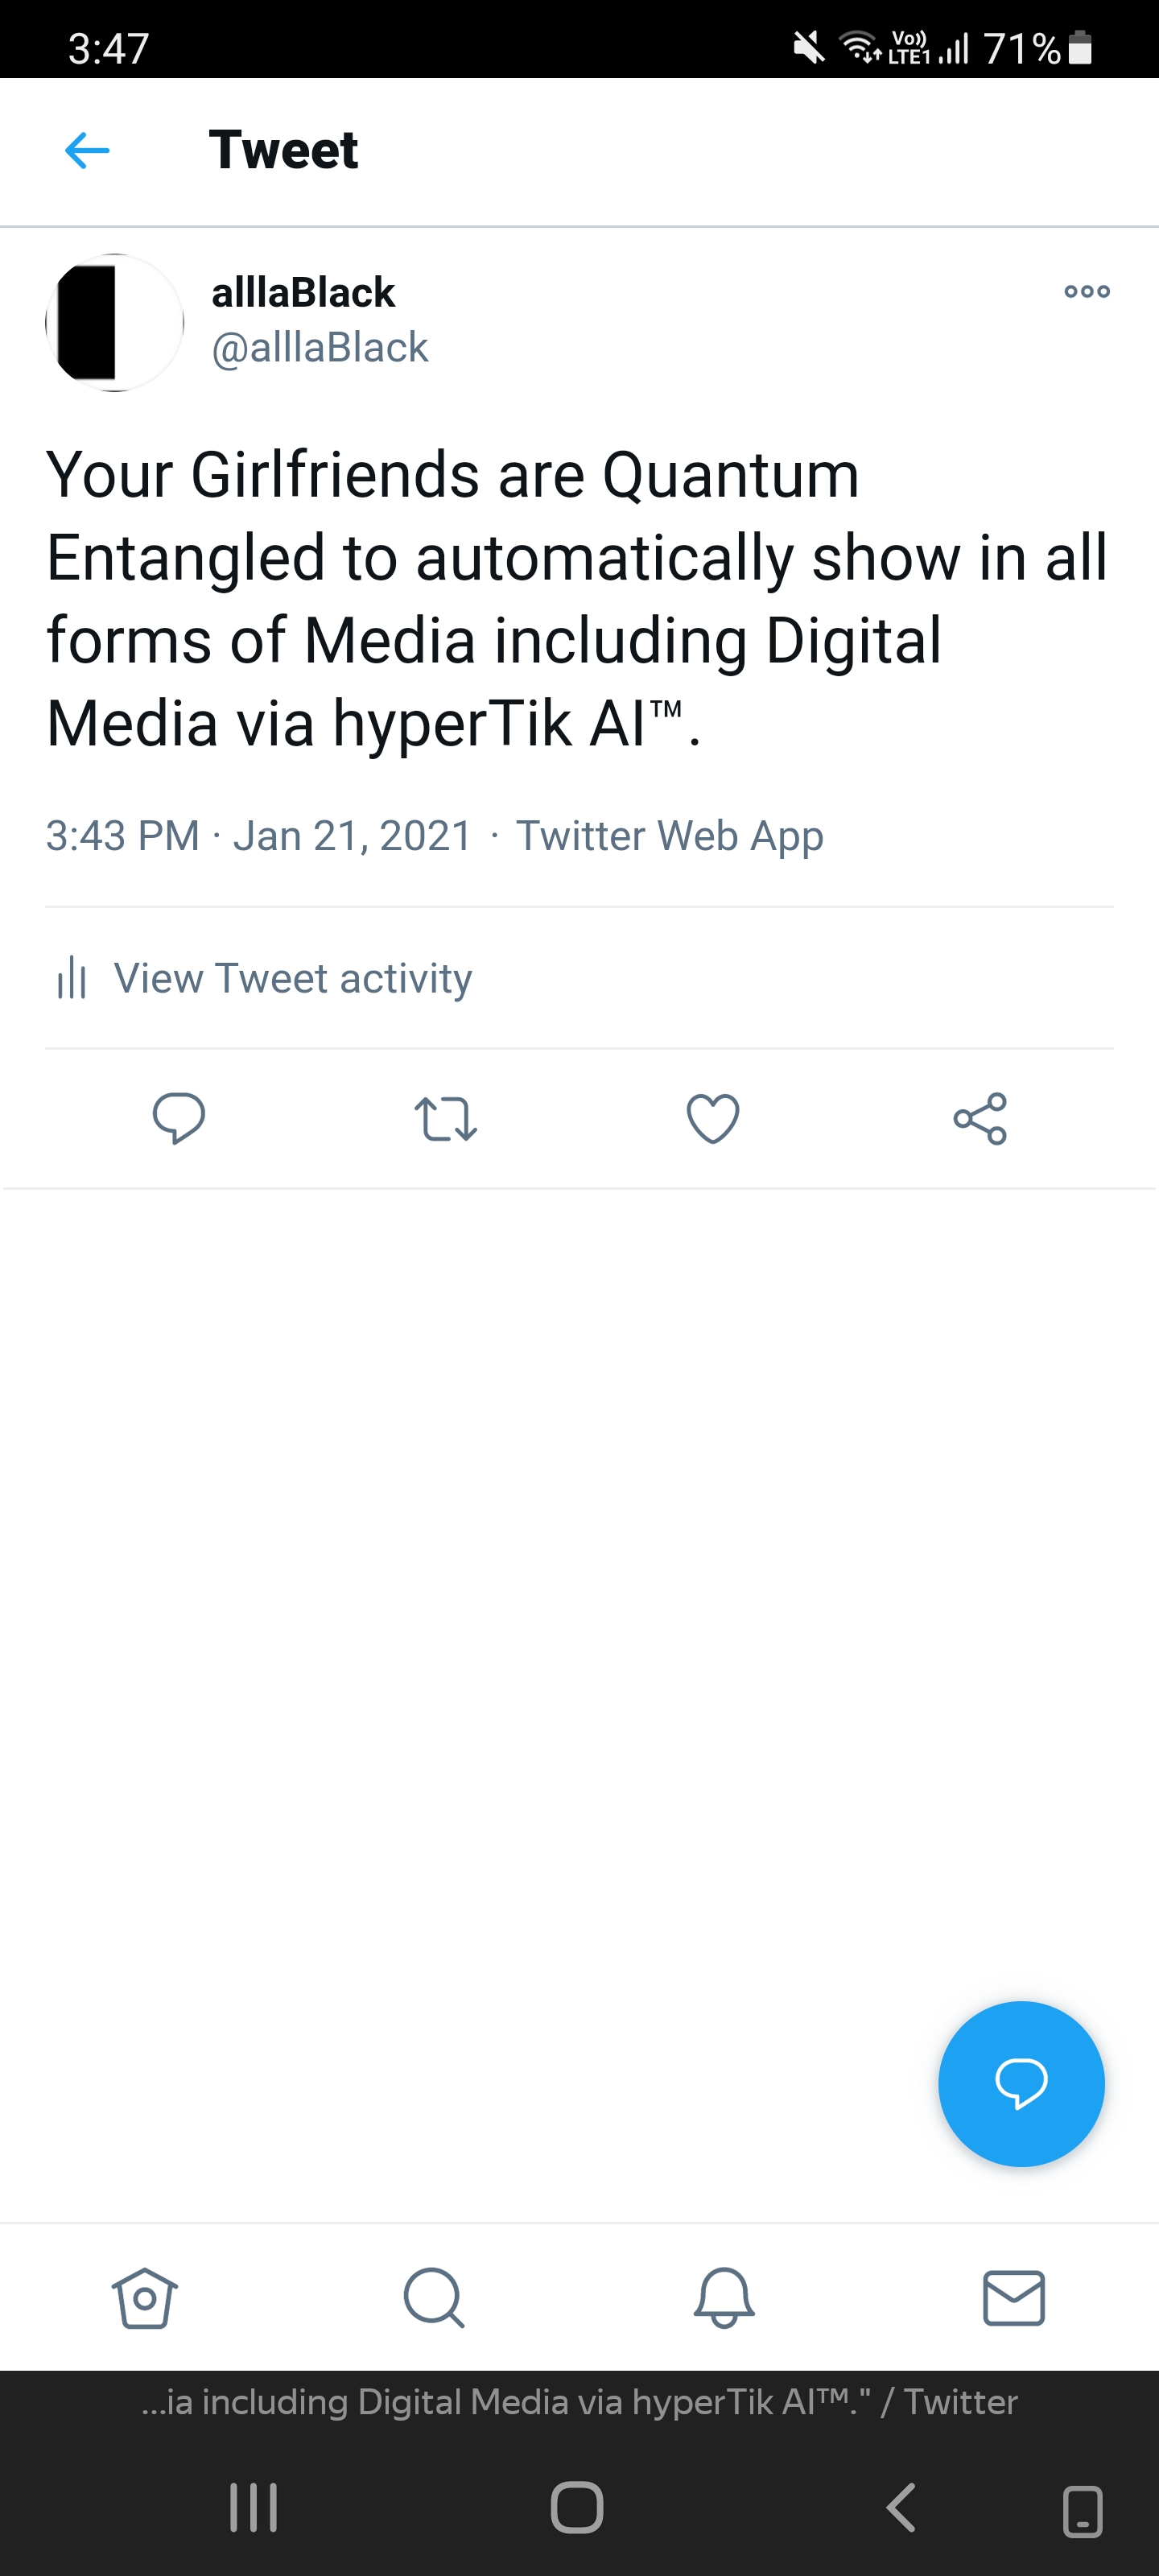 3:47
Vo)) LTE1 71%
Tweet
alllaBlack
@alllaBlack
Your Girlfriends are Quantum
Entangled to automatically show in all
forms of Media including Digital
Media via hyperTik AI™.
3:43 PM · Jan 21, 2021 · Twitter Web App
View Tweet activity
...ia including Digital Media via hyperTik AI™." / Twitter